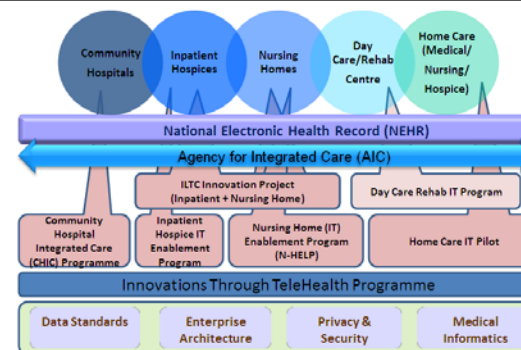 Community
Hospitals
Inpatient
Hospices
Nursing
Homes
Day
Care/Rehab
Centre
Home Care
(Medical/
Nursing/
Hospice)
National Electronic Health Record (NEHR)
Agency for Integrated Care (AIC)
ILTC Innovation Project
(Inpatient + Nursing Home)
Day Care Rehab IT Program
Community
Hospital
Integrated Care
(CHIC) Programme
Inpatient
Hospice IT
Enablement
Program
Nursing Home (IT)
Enablement Program
(N-HELP)
Home Care IT Pilot
Innovations Through TeleHealth Programme
Data Standards
Enterprise
Architecture
Privacy &
Security
Medical
Informatics